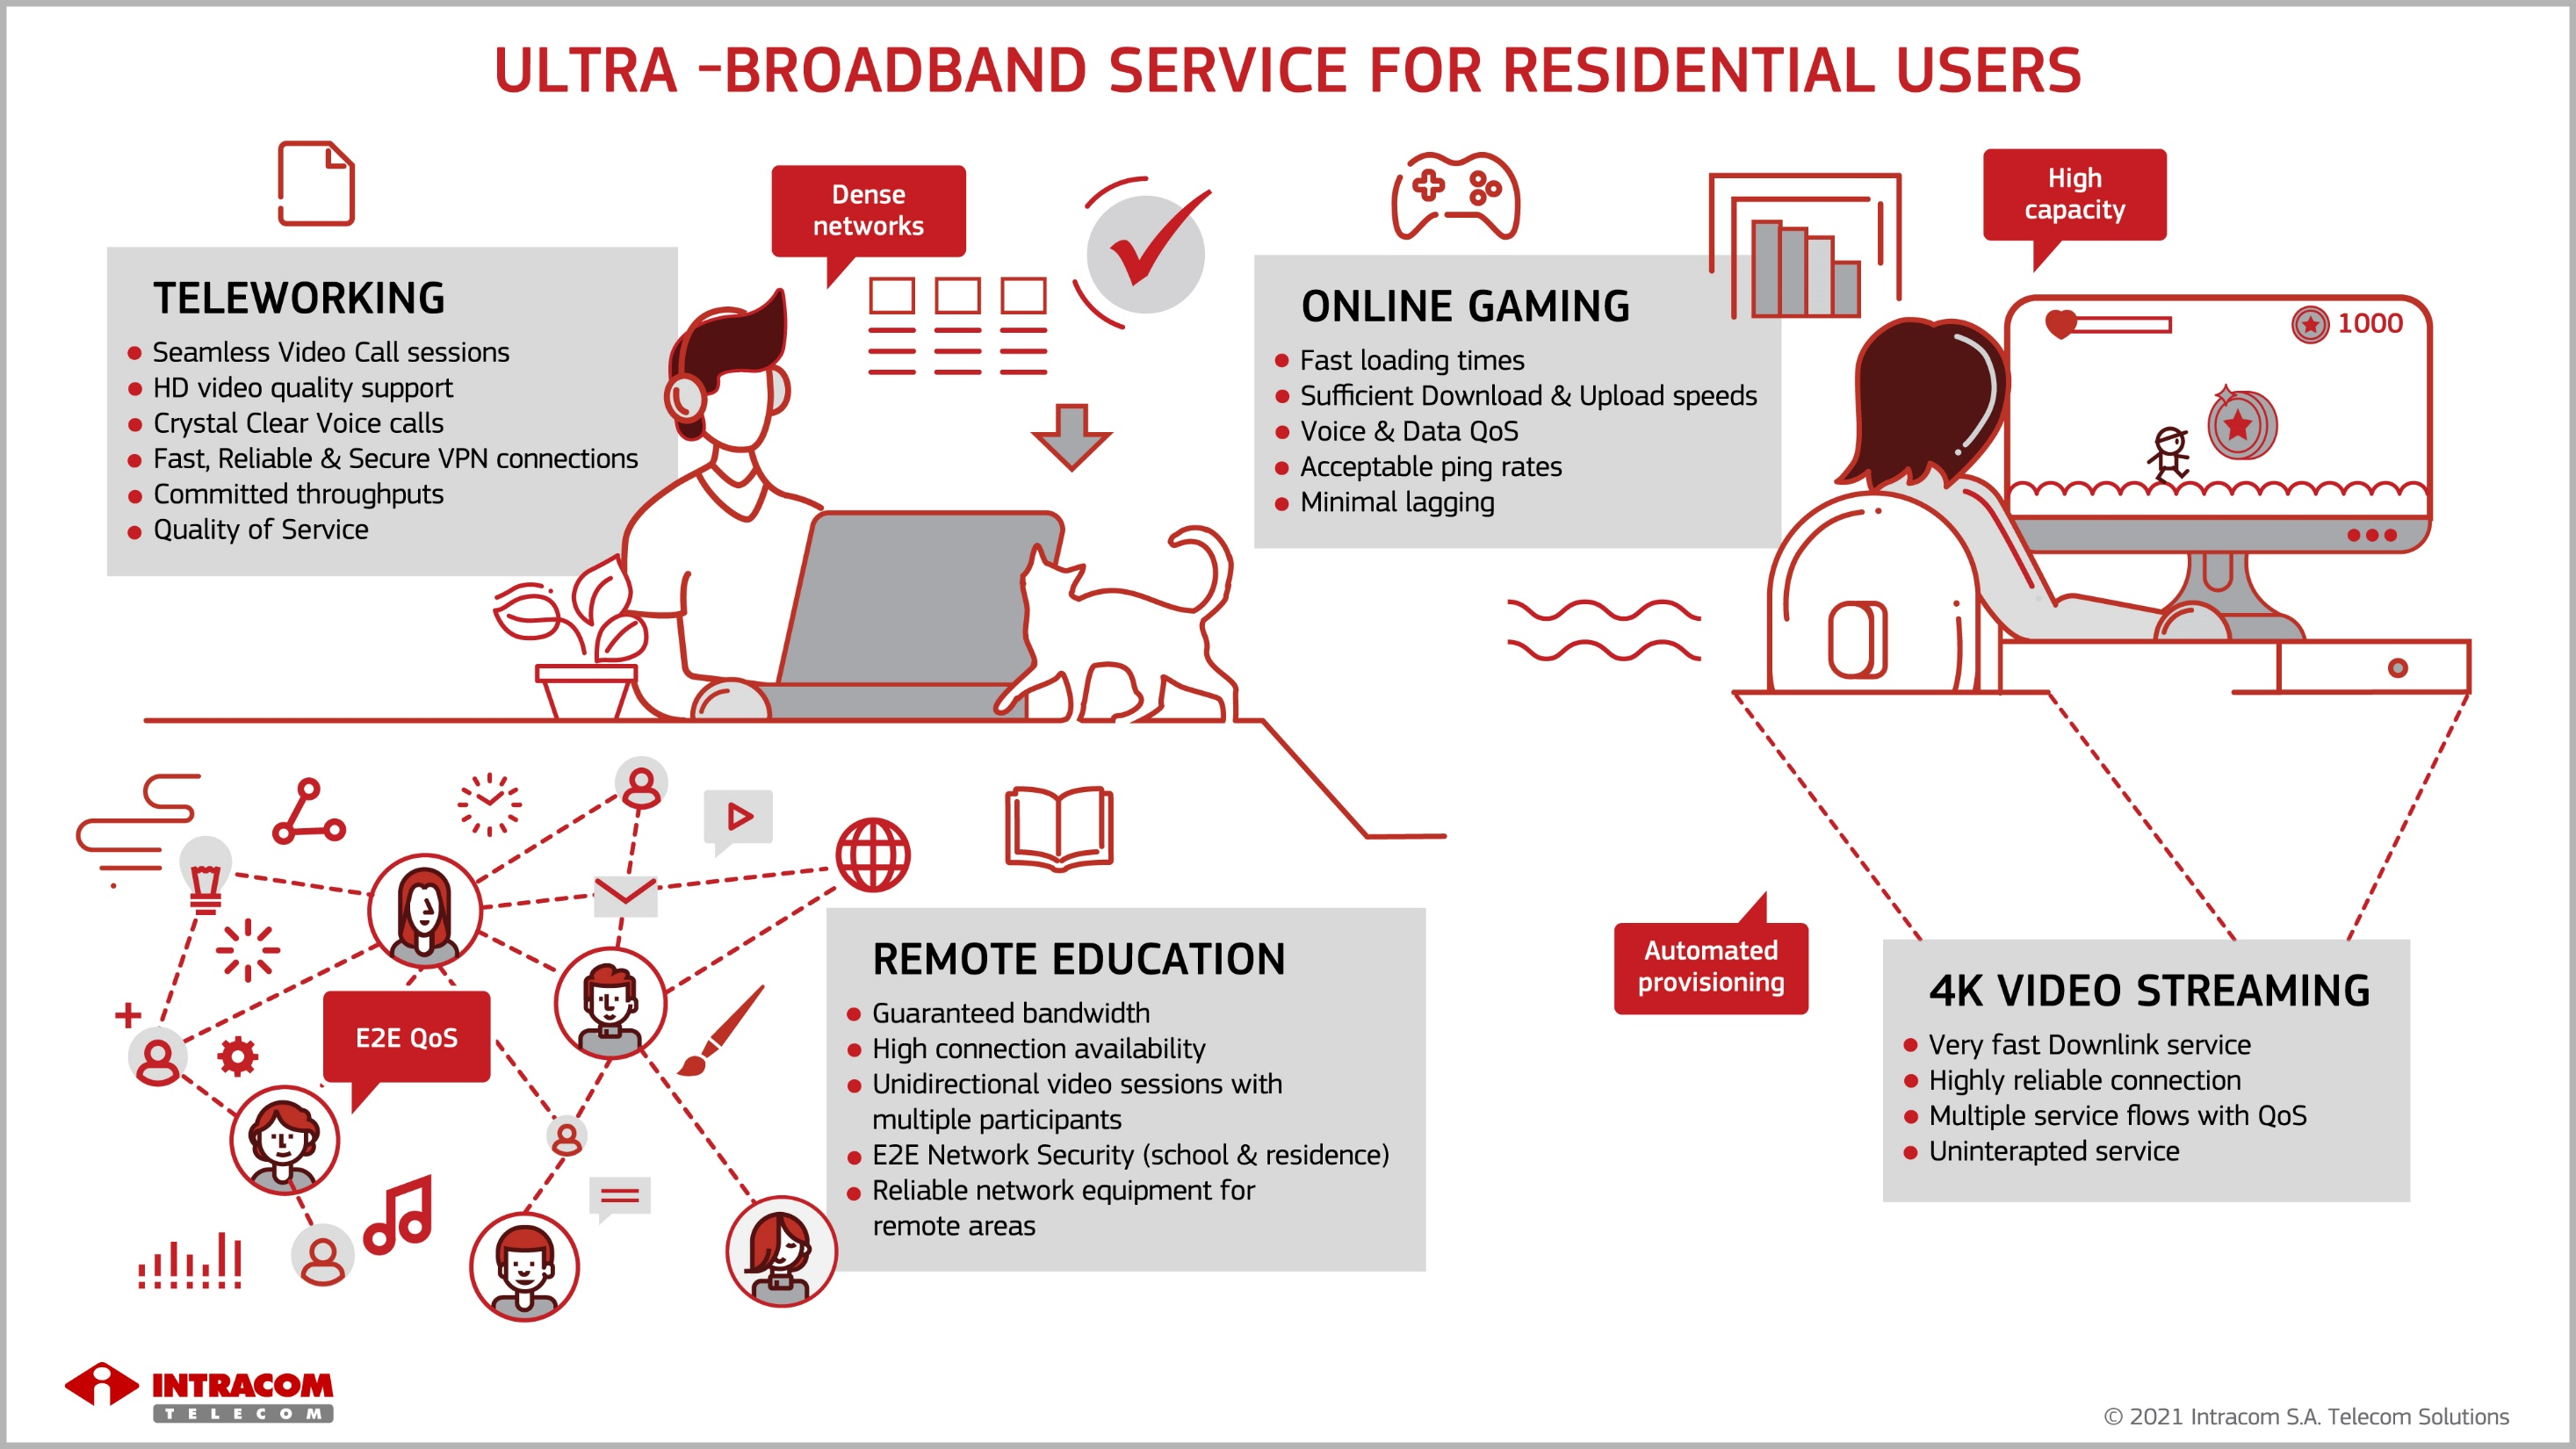 ULTRA -BROADBAND SERVICE FOR RESIDENTIAL USERS
Dense
networks
High
capacity
TELEWORKING
Seamless Video Call sessions
HD video quality support
Crystal Clear Voice calls
Fast, Reliable & Secure VPN connections
Committed throughputs
Quality of Service
ONLINE GAMING
Fast loading times
Sufficient Download & Upload speeds
Voice & Data QoS
Acceptable ping rates
Minimal lagging
1000
E2E QoS
REMOTE EDUCATION
Guaranteed bandwidth
High connection availability
Unidirectional video sessions with
multiple participants
E2E Network Security (school & residence)
Reliable network equipment for
remote areas
Automated
provisioning
4K VIDEO STREAMING
Very fast Downlink service
Highly reliable connection
Multiple service flows with QoS
Uninterapted service
INTRACOM
TELECOM
© 2021 Intracom S.A. Telecom Solutions